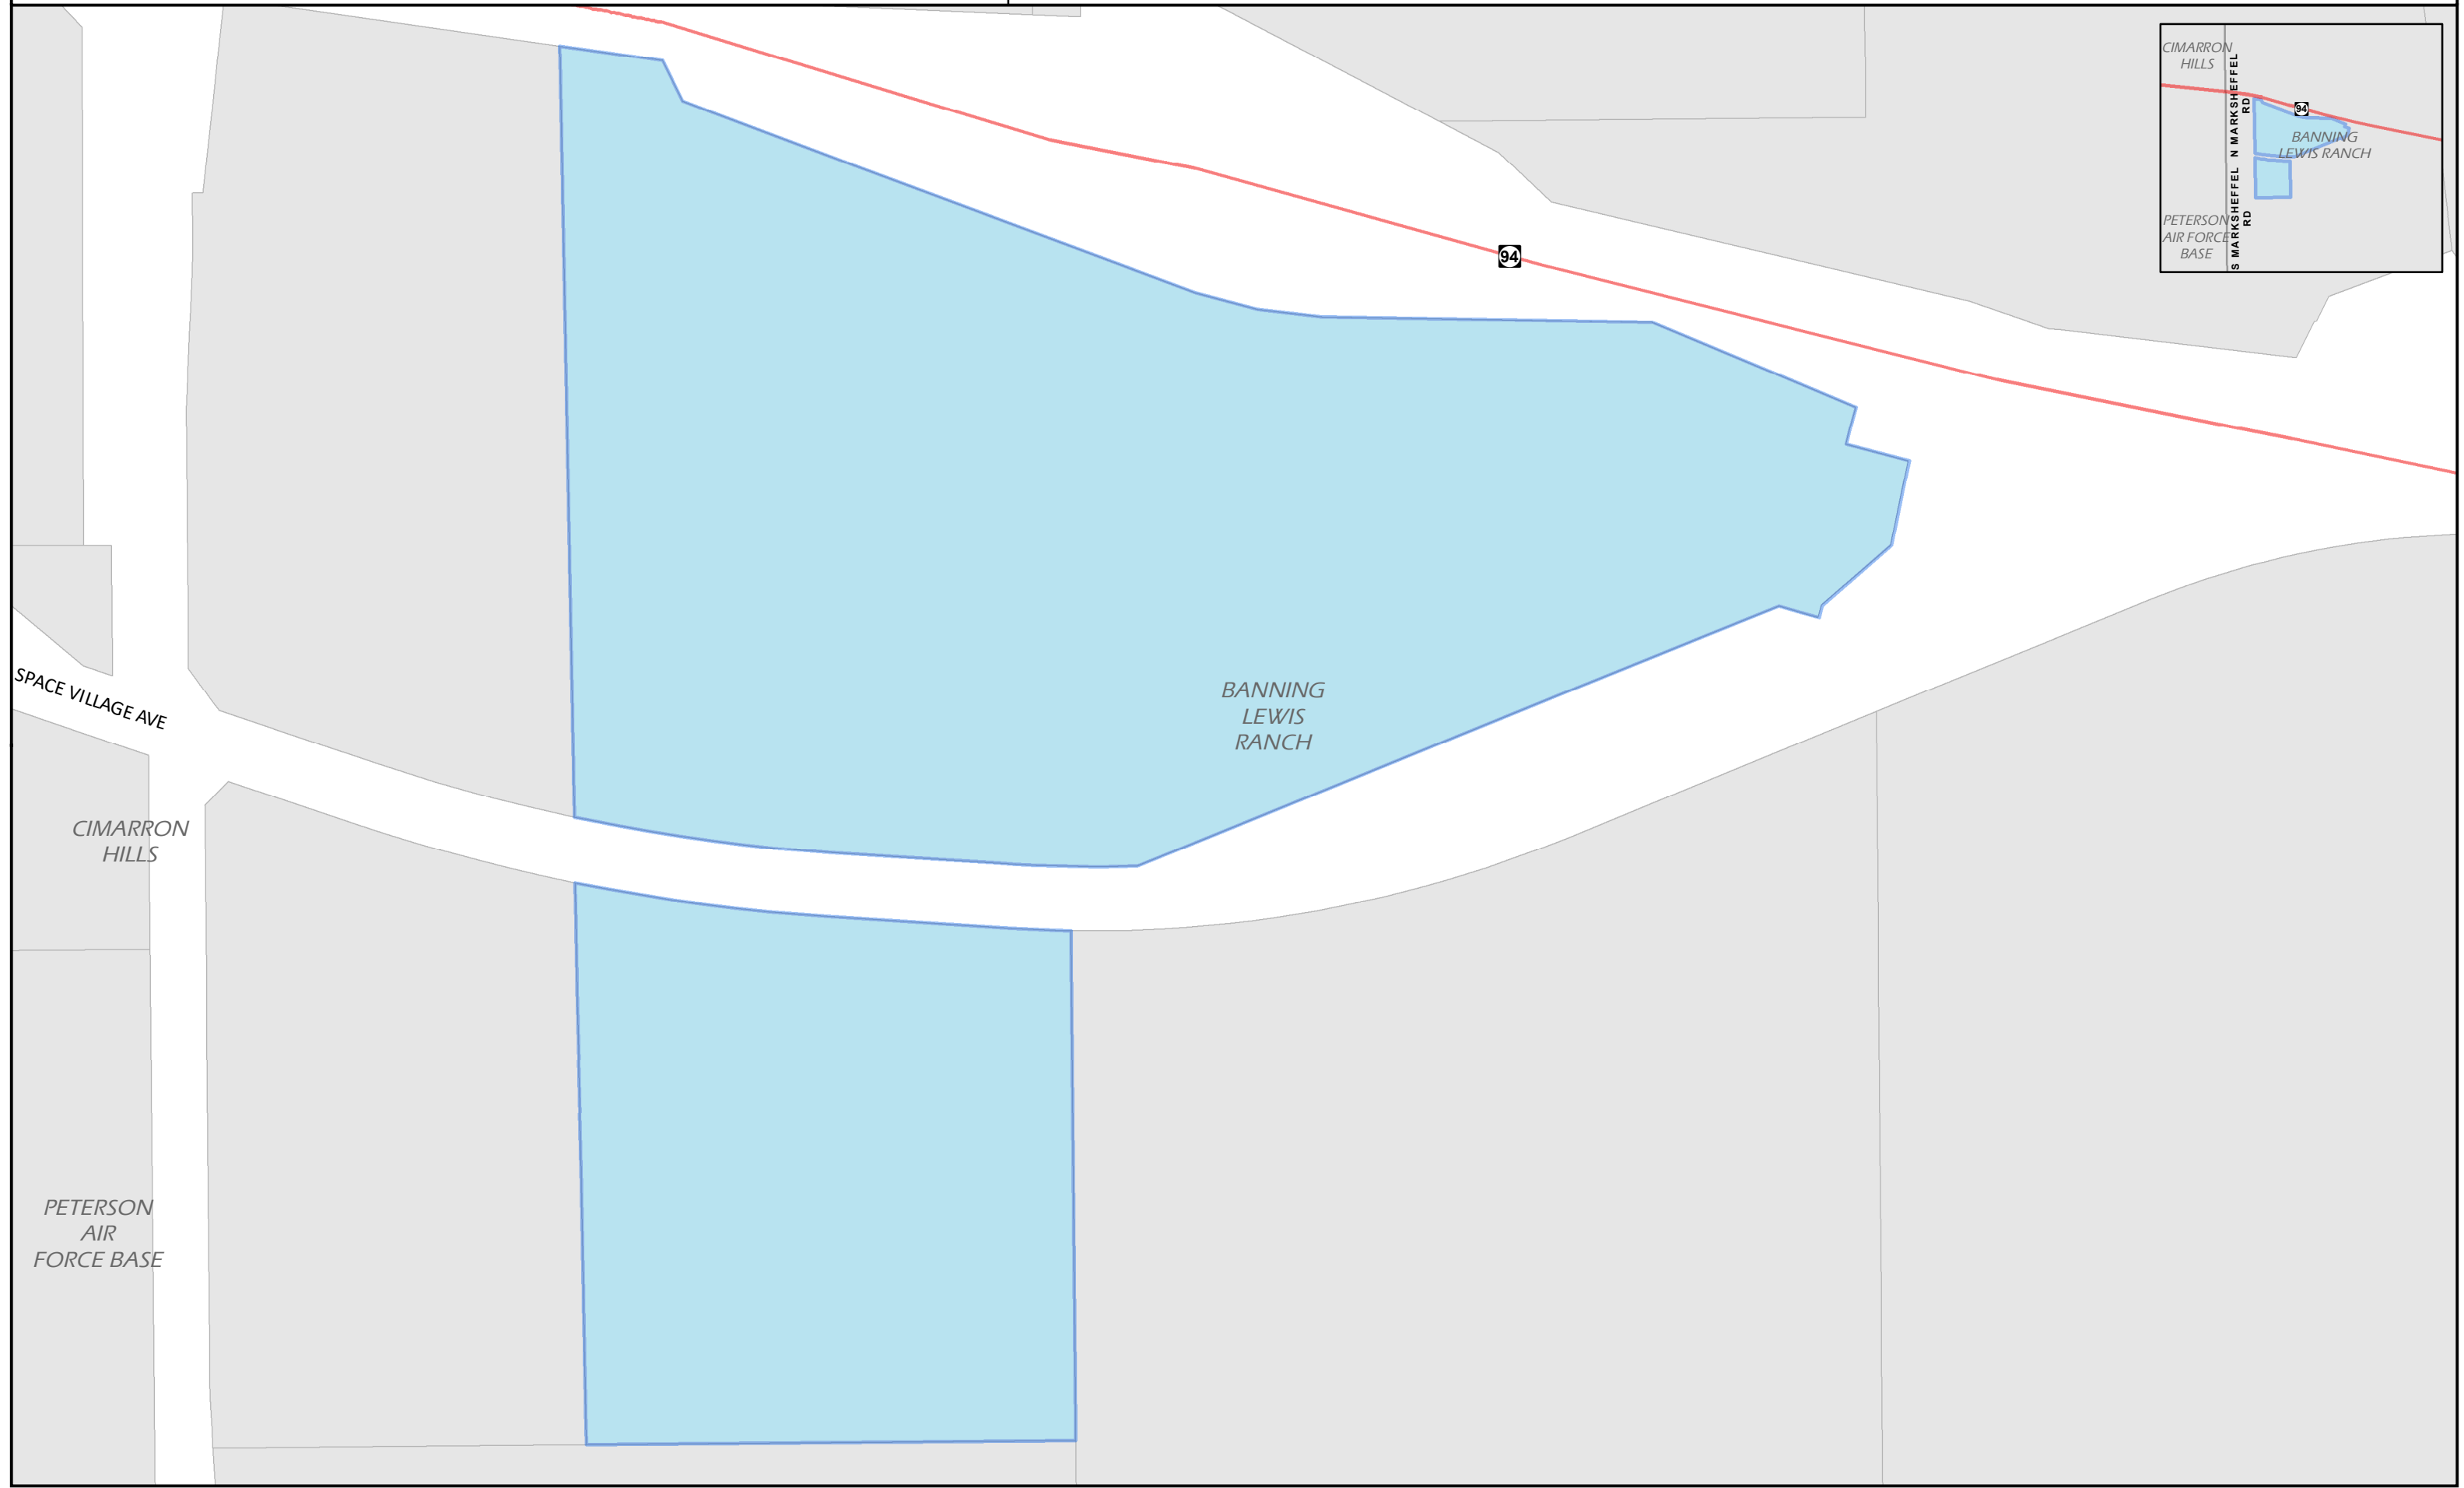 94
BANNING
LEWIS
RANCH
SPACE VILLAGE AVE
CIMARRON
HILLS
PETERSON
AIR
FORCE BASE
CIMARRON
HILLS
N MARKSHEFFEL
RD
94
BANNING
LEWIS RANCH
S MARKSHEFFEL
RD
PETERSON
AIR FORCE
BASE